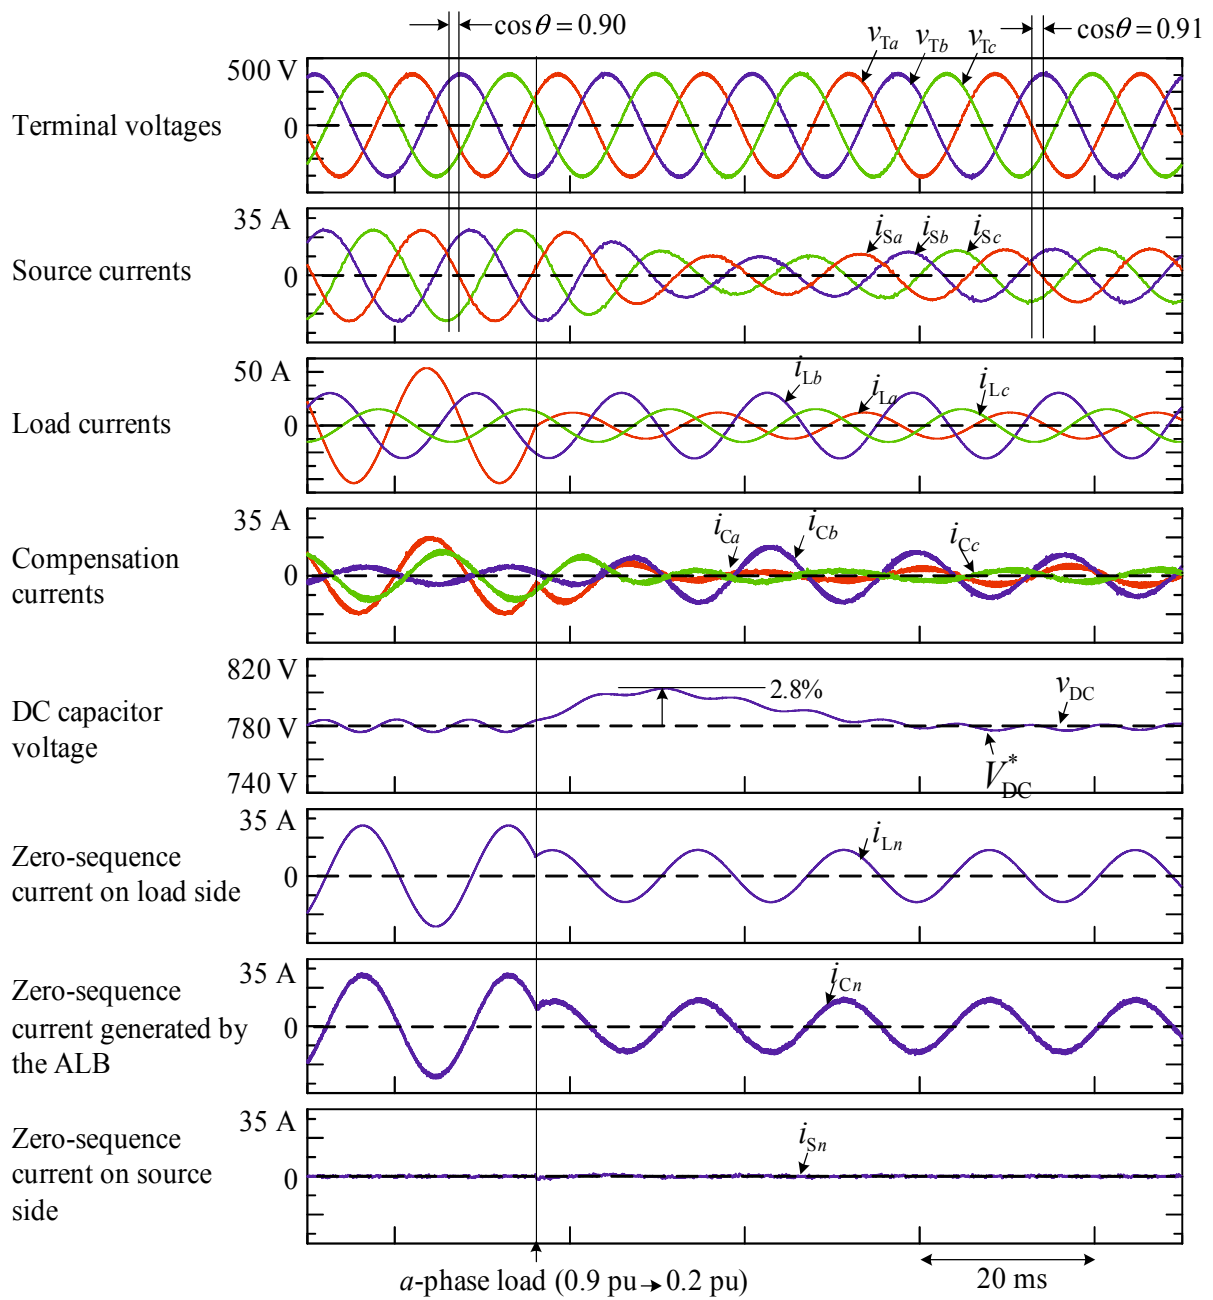 cosθ = 0.90
cosθ = 0.91
v_Ta v_Tb v_Tc
500 V
Terminal voltages
0
35 A
i_Sa i_Sb i_Sc
Source currents
0
50 A
i_Lb i_La i_Lc
Load currents
0
35 A
i_Ca i_Cb i_Cc
Compensation
currents
0
820 V
2.8%
v_DC
DC capacitor
voltage
780 V
V*_DC
740 V
35 A
i_Ln
Zero-sequence
current on load side
0
35 A
i_Cn
Zero-sequence
current generated by
the ALB
0
35 A
i_Sn
Zero-sequence
current on source
side
0
a-phase load (0.9 pu→0.2 pu)
20 ms